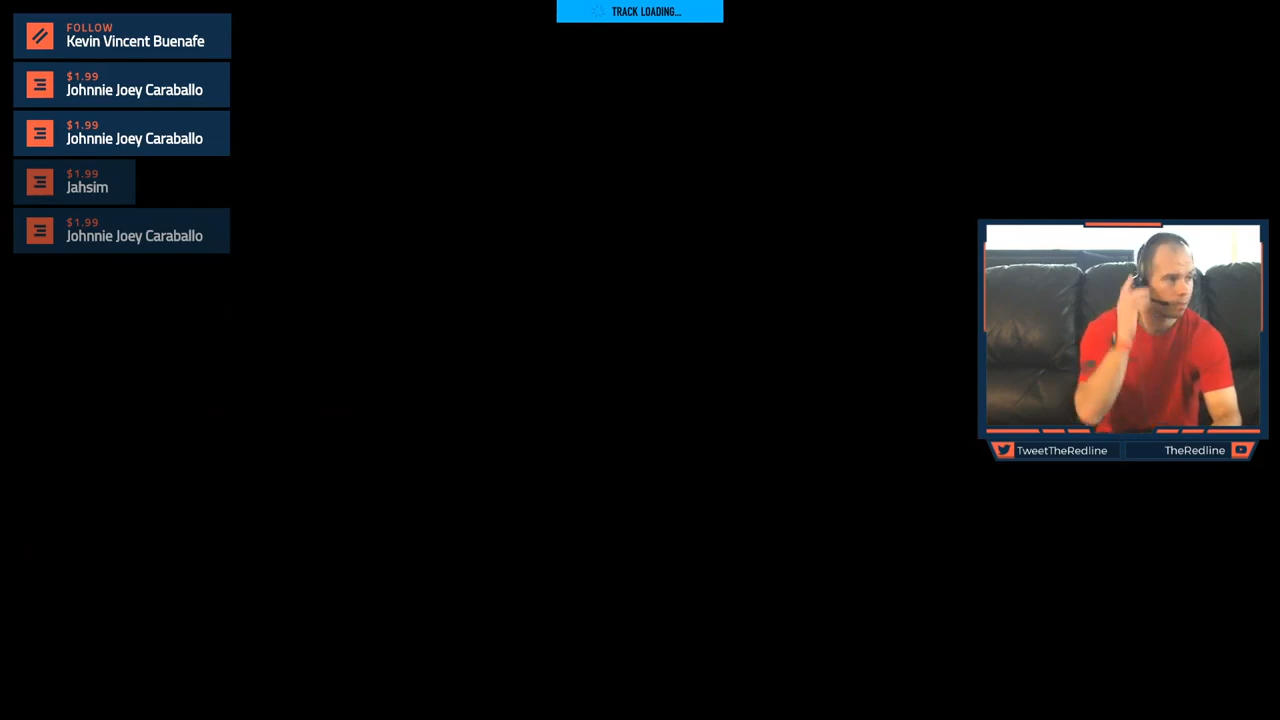 TRACK LOADING...
FOLLOW
Kevin Vincent Buenafe
$1.99
Johnnie Joey Caraballo
$1.99
Johnnie Joey Caraballo
$1.99
Jahsim
$1.99
Johnnie Joey Caraballo
TweetTheRedline
TheRedline